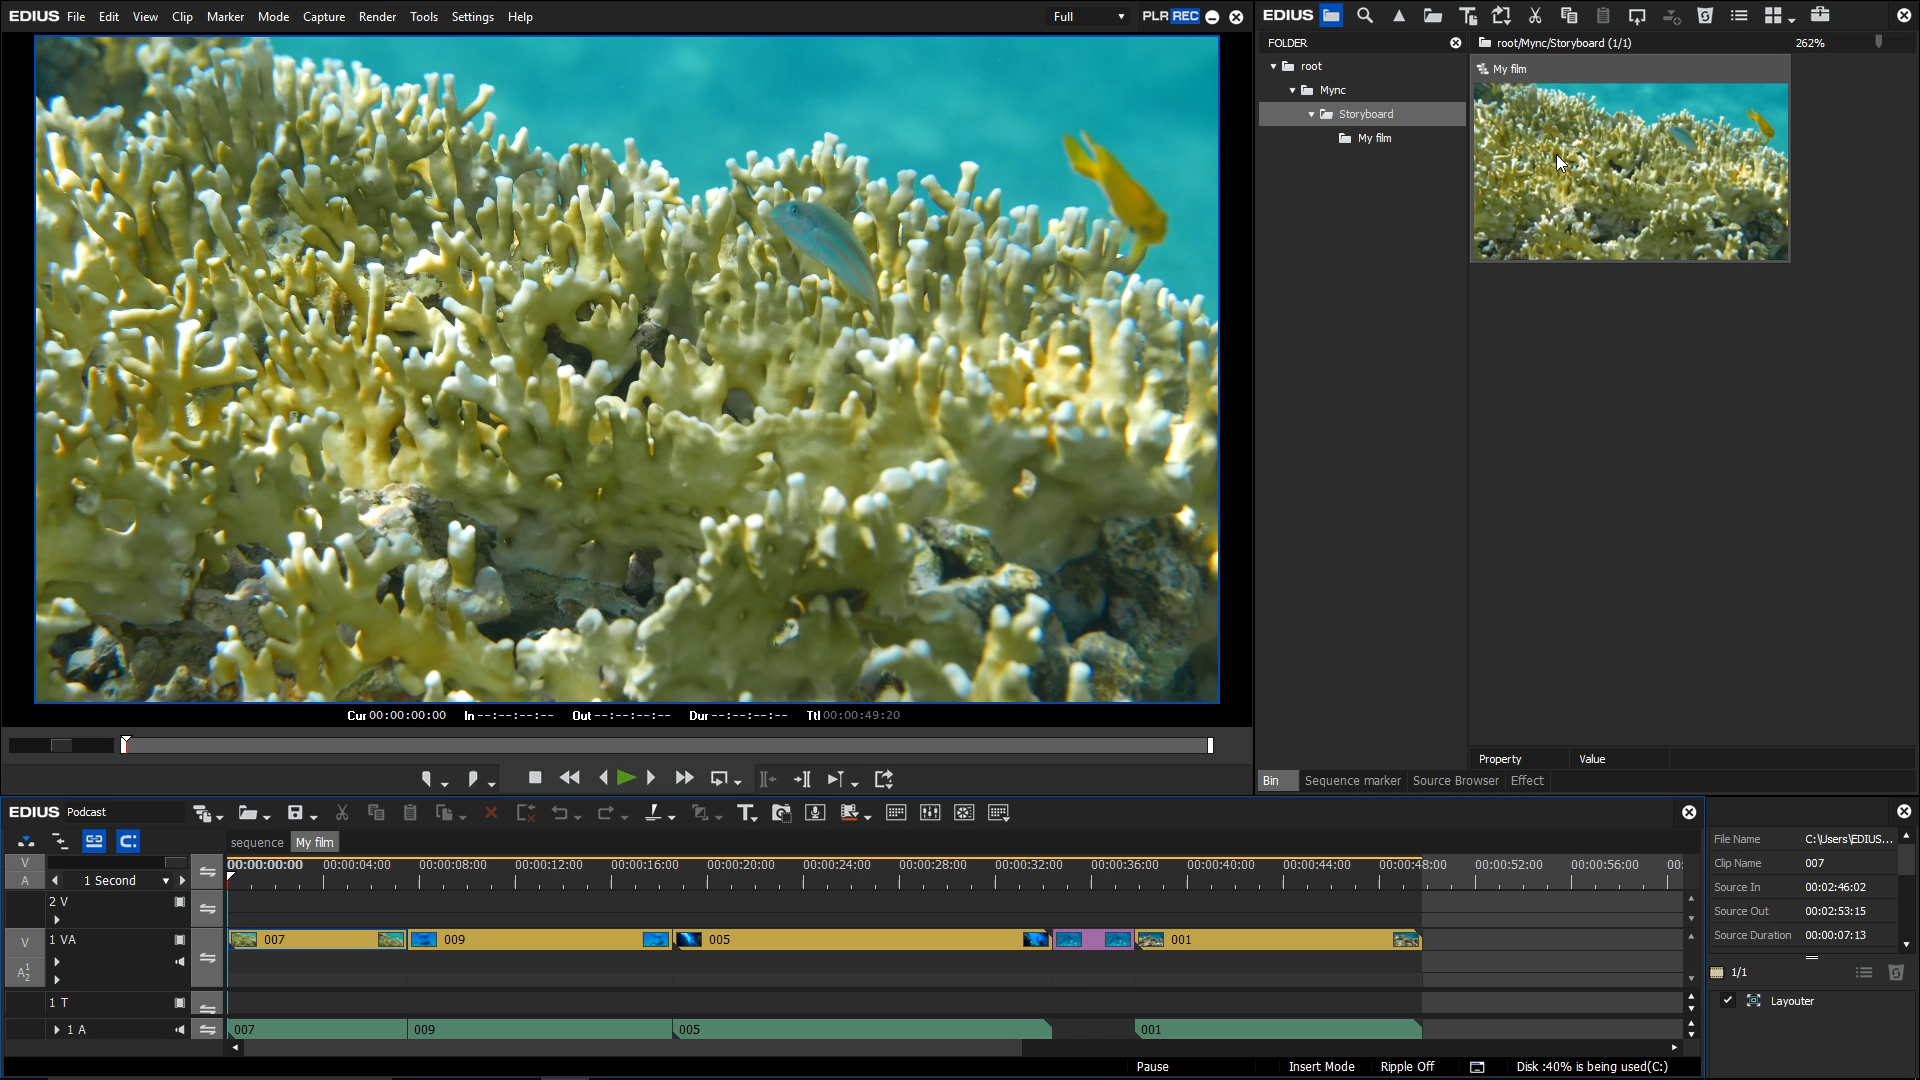 EDIUS File Edit View Clip Marker Mode Capture Render Tools Settings Help Full PLR REC
EDIUS
FOLDER
root/Mync/Storyboard (1/1) 262%
root
Mync
Storyboard
My film
My film
Cur 00:00:00:00 In --:--:--:-- Out --:--:--:-- Dur --:--:--:-- Ttl 00:00:49:20
Property Value
Bin Sequence marker Source Browser Effect
EDIUS Podcast
sequence My film
00:00:00:00 00:00:04:00 00:00:08:00 00:00:12:00 00:00:16:00 00:00:20:00 00:00:24:00 00:00:28:00 00:00:32:00 00:00:36:00 00:00:40:00 00:00:44:00 00:00:48:00 00:00:52:00 00:00:56:00 00:
V
A
1 Second
2 V
1 VA
V
A 1 2
007 009 005 001
1 T
1 A
007 009 005 001
File Name C:\Users\EDIUS...
Clip Name 007
Source In 00:02:46:02
Source Out 00:02:53:15
Source Duration 00:00:07:13
1/1
Layouter
Pause Insert Mode Ripple Off Disk :40% is being used(C:)